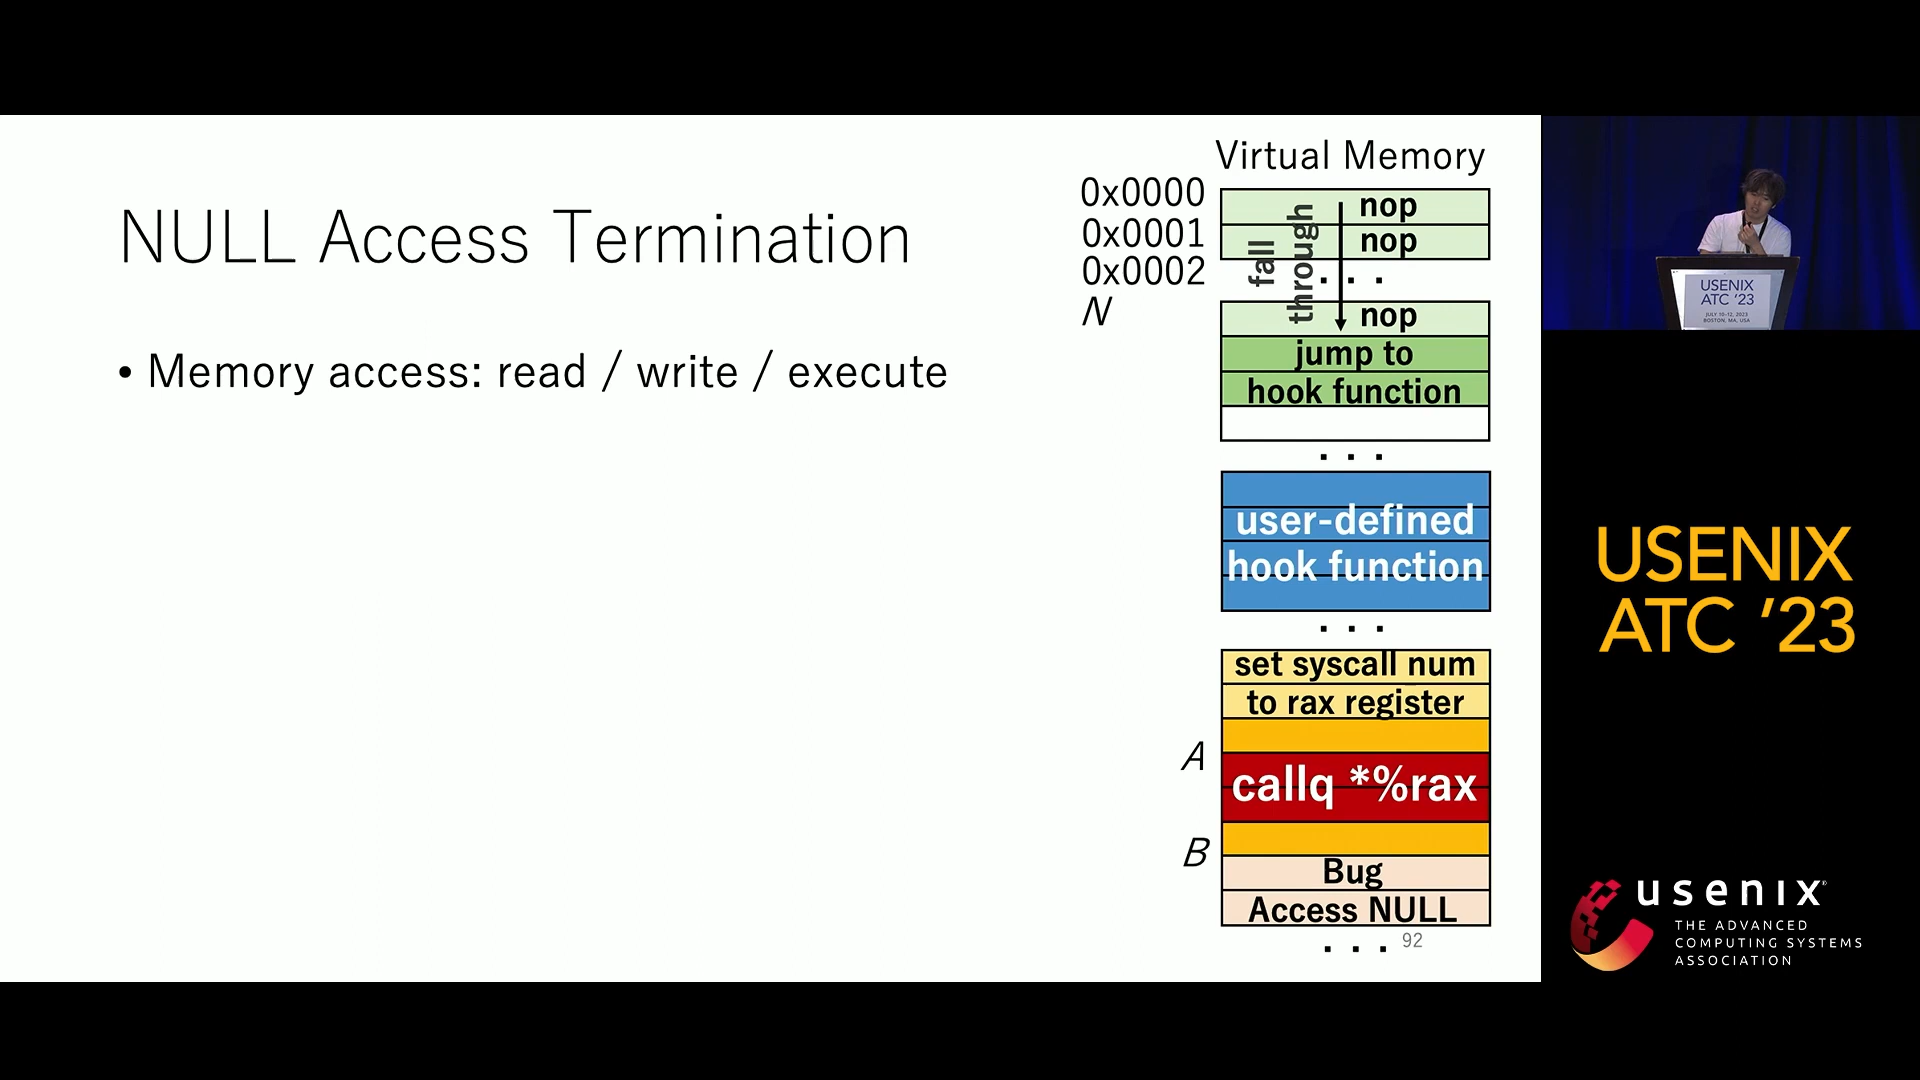 NULL Access Termination
• Memory access: read / write / execute
Virtual Memory
0x0000
0x0001
0x0002
N
nop
nop
. . .
fall
through
nop
jump to
hook function
. . .
user-defined
hook function
. . .
set syscall num
to rax register
A
callq *%rax
B
Bug
Access NULL
. . .
92
USENIX
ATC '23
JULY 10–12, 2023
BOSTON, MA, USA
USENIX
ATC '23
usenix
THE ADVANCED
COMPUTING SYSTEMS
ASSOCIATION